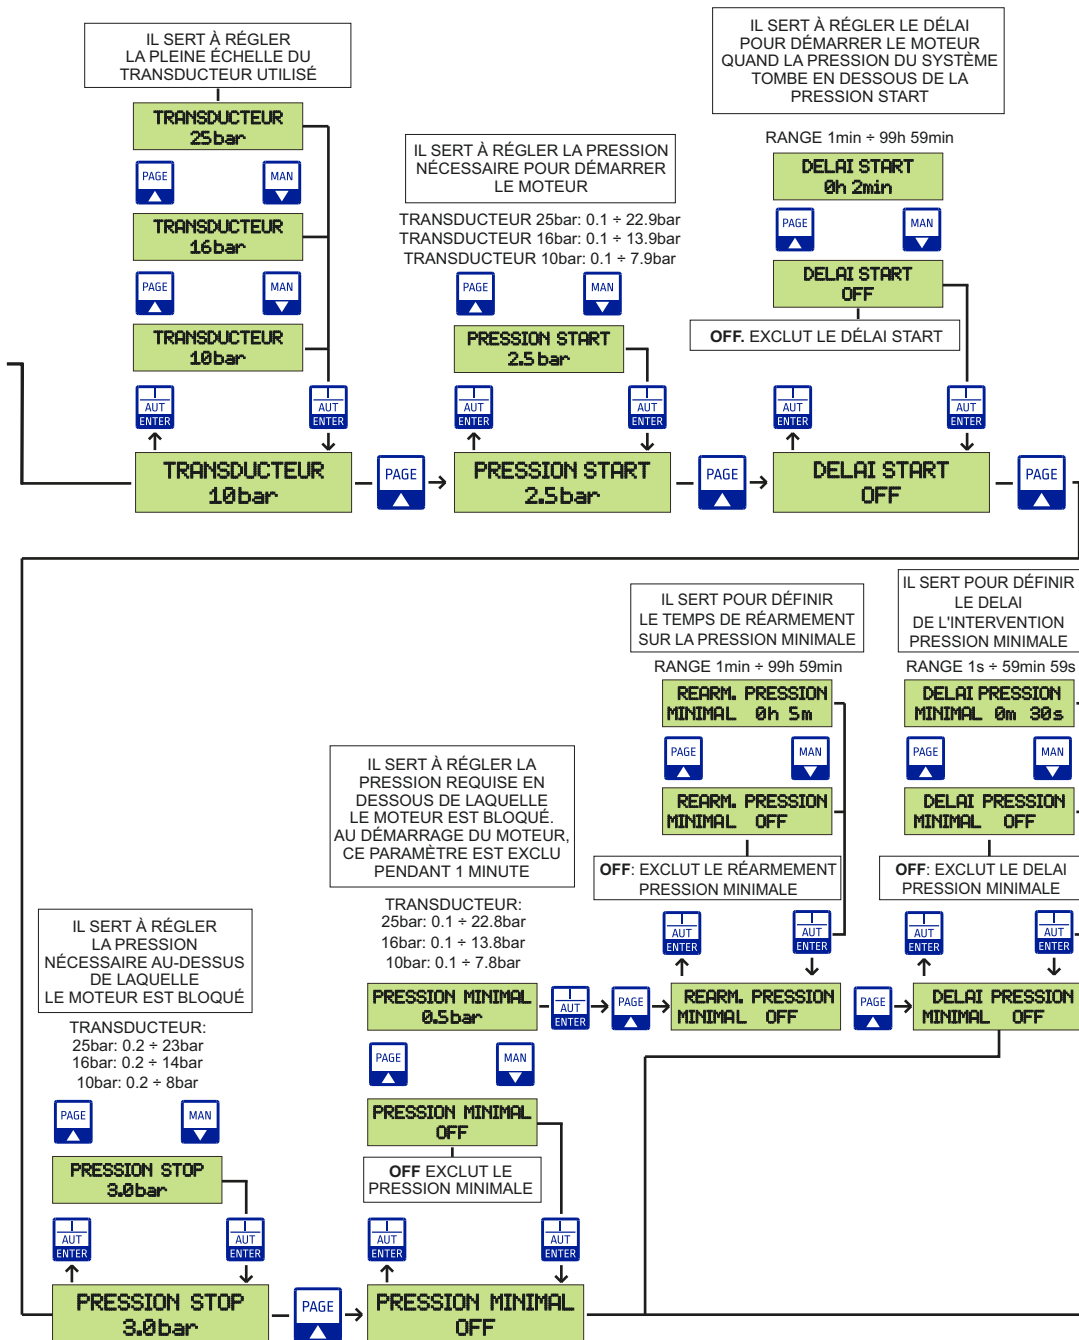 IL SERT À RÉGLER
LA PLEINE ÉCHELLE DU
TRANSDUCTEUR UTILISÉ
TRANSDUCTEUR
25bar
PAGE
MAN
TRANSDUCTEUR
16bar
PAGE
MAN
TRANSDUCTEUR
10bar
AUT
ENTER
AUT
ENTER
TRANSDUCTEUR
10bar
PAGE
IL SERT À RÉGLER LA PRESSION
NÉCESSAIRE POUR DÉMARRER
LE MOTEUR
TRANSDUCTEUR 25bar: 0.1 ÷ 22.9bar
TRANSDUCTEUR 16bar: 0.1 ÷ 13.9bar
TRANSDUCTEUR 10bar: 0.1 ÷ 7.9bar
PAGE
MAN
PRESSION START
2.5 bar
AUT
ENTER
AUT
ENTER
PRESSION START
2.5bar
PAGE
IL SERT À RÉGLER LE DÉLAI
POUR DÉMARRER LE MOTEUR
QUAND LA PRESSION DU SYSTÈME
TOMBE EN DESSOUS DE LA
PRESSION START
RANGE 1min ÷ 99h 59min
DELAI START
0h 2min
PAGE
MAN
DELAI START
OFF
OFF. EXCLUT LE DÉLAI START
AUT
ENTER
AUT
ENTER
DELAI START
OFF
PAGE
IL SERT À RÉGLER
LA PRESSION
NÉCESSAIRE AU-DESSUS
DE LAQUELLE
LE MOTEUR EST BLOQUÉ
TRANSDUCTEUR:
25bar: 0.2 ÷ 23bar
16bar: 0.2 ÷ 14bar
10bar: 0.2 ÷ 8bar
PAGE
MAN
PRESSION STOP
3.0bar
AUT
ENTER
AUT
ENTER
PRESSION STOP
3.0bar
PAGE
IL SERT À RÉGLER LA
PRESSION REQUISE EN
DESSOUS DE LAQUELLE
LE MOTEUR EST BLOQUÉ.
AU DÉMARRAGE DU MOTEUR,
CE PARAMÈTRE EST EXCLU
PENDANT 1 MINUTE
TRANSDUCTEUR:
25bar: 0.1 ÷ 22.8bar
16bar: 0.1 ÷ 13.8bar
10bar: 0.1 ÷ 7.8bar
PRESSION MINIMAL
0.5bar
AUT
ENTER
PAGE
PAGE
MAN
PRESSION MINIMAL
OFF
OFF EXCLUT LE
PRESSION MINIMALE
AUT
ENTER
AUT
ENTER
PRESSION MINIMAL
OFF
IL SERT POUR DÉFINIR
LE TEMPS DE RÉARMEMENT
SUR LA PRESSION MINIMALE
RANGE 1min ÷ 99h 59min
REARM. PRESSION
MINIMAL 0h 5m
PAGE
MAN
REARM. PRESSION
MINIMAL OFF
OFF: EXCLUT LE RÉARMEMENT
PRESSION MINIMALE
AUT
ENTER
AUT
ENTER
REARM. PRESSION
MINIMAL OFF
PAGE
IL SERT POUR DÉFINIR
LE DELAI
DE L'INTERVENTION
PRESSION MINIMALE
RANGE 1s ÷ 59min 59s
DELAI PRESSION
MINIMAL 0m 30s
PAGE
MAN
DELAI PRESSION
MINIMAL OFF
OFF: EXCLUT LE DELAI
PRESSION MINIMALE
AUT
ENTER
AUT
ENTER
DELAI PRESSION
MINIMAL OFF